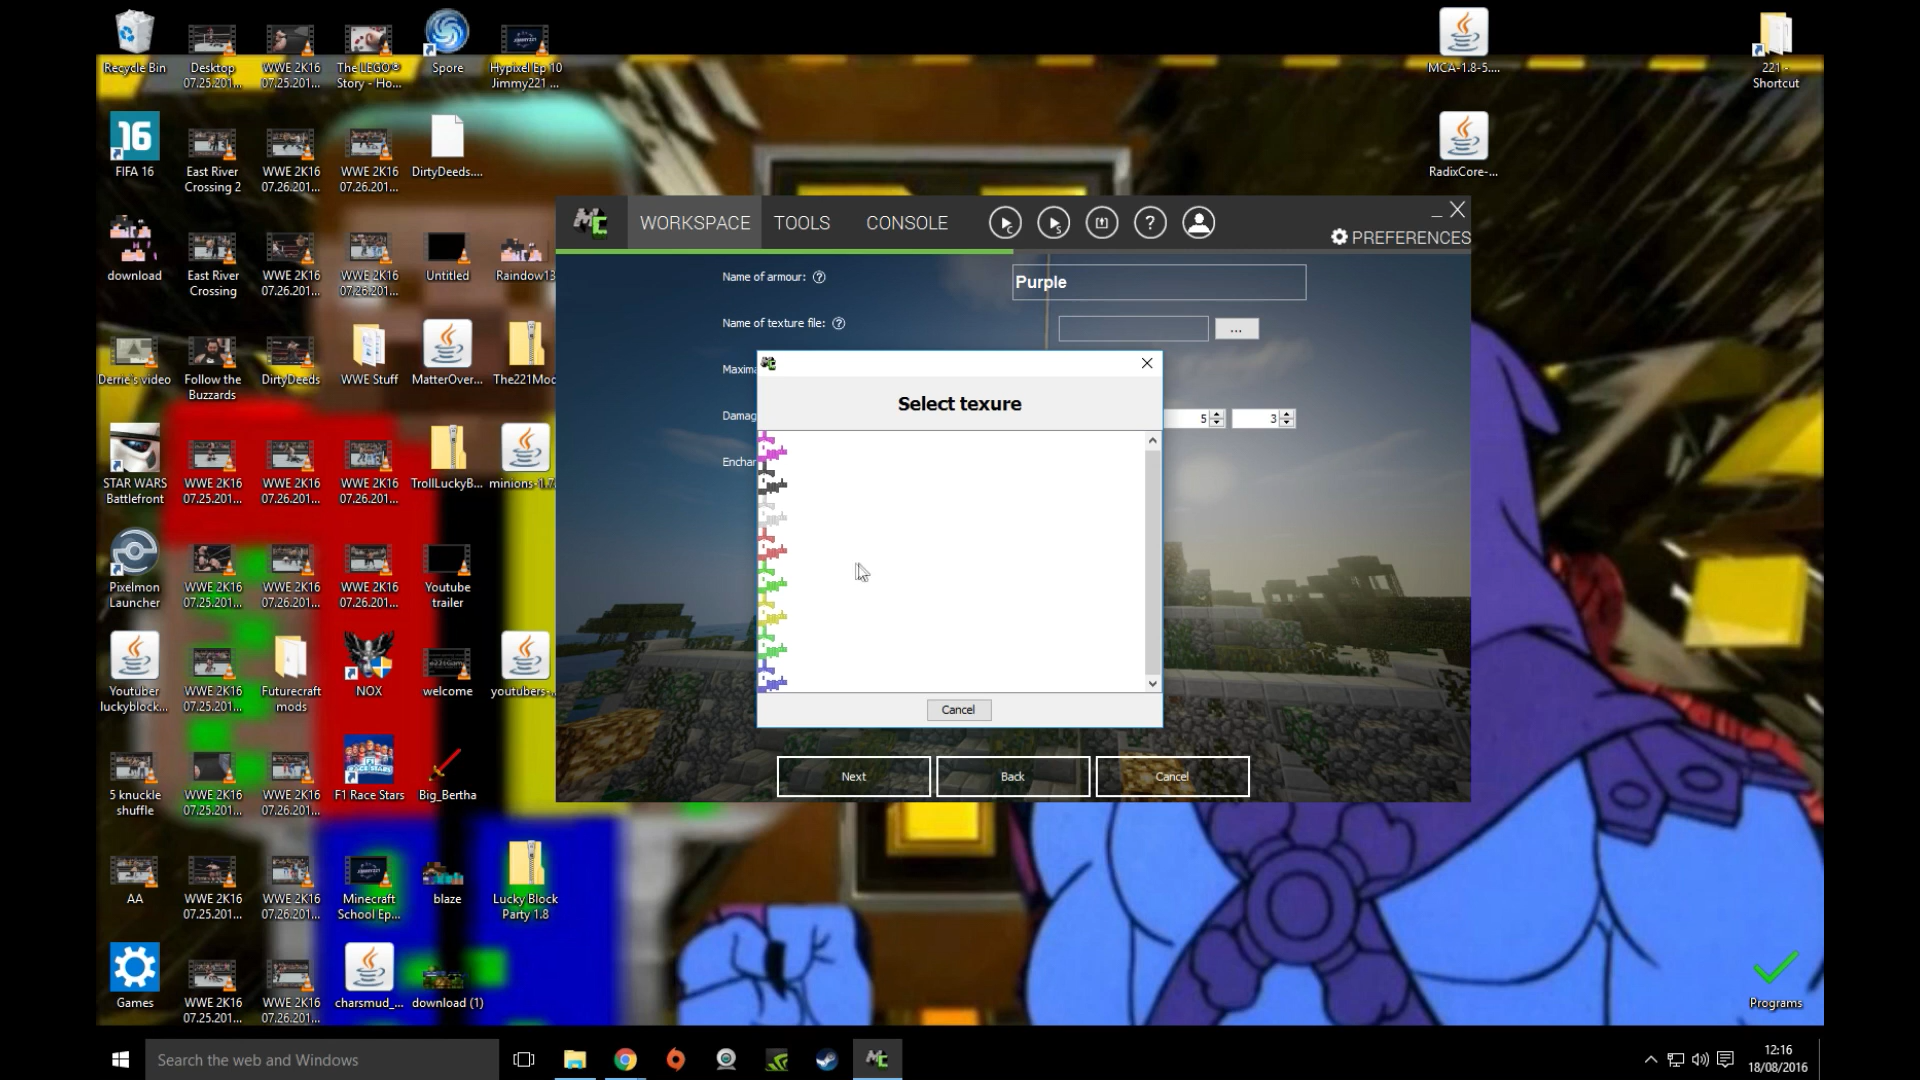 Recycle Bin
Desktop
07.25.201...
WWE 2K16
07.25.201...
The LEGO®
Story - Ho...
Spore
Hypixel Ep 10
Jimmy221 ...
MCA-1.8-5....
221 -
Shortcut
16
FIFA 16
East River
Crossing 2
WWE 2K16
07.26.201...
WWE 2K16
07.26.201...
DirtyDeeds....
RadixCore-...
WORKSPACE
TOOLS
CONSOLE
PREFERENCES
download
East River
Crossing
WWE 2K16
07.26.201...
WWE 2K16
07.26.201...
Untitled
Raindow13
Name of armour:
Purple
Name of texture file:
...
Derrie's video
Follow the
Buzzards
DirtyDeeds
WWE Stuff
MatterOver...
The221Mod
Maxima
Select texure
Damag
5
3
Enchan
STAR WARS
Battlefront
WWE 2K16
07.25.201...
WWE 2K16
07.26.201...
WWE 2K16
07.26.201...
TrollLuckyB...
minions-1.7
Pixelmon
Launcher
WWE 2K16
07.25.201...
WWE 2K16
07.26.201...
WWE 2K16
07.26.201...
Youtube
trailer
Youtuber
luckyblock...
WWE 2K16
07.25.201...
Futurecraft
mods
NOX
welcome
youtubers-...
Cancel
Next
Back
Cancel
5 knuckle
shuffle
WWE 2K16
07.25.201...
WWE 2K16
07.26.201...
F1 Race Stars
Big_Bertha
AA
WWE 2K16
07.25.201...
WWE 2K16
07.26.201...
Minecraft
School Ep...
blaze
Lucky Block
Party 1.8
Games
WWE 2K16
07.25.201...
WWE 2K16
07.26.201...
charsmud_...
download (1)
Programs
Search the web and Windows
12:16
18/08/2016